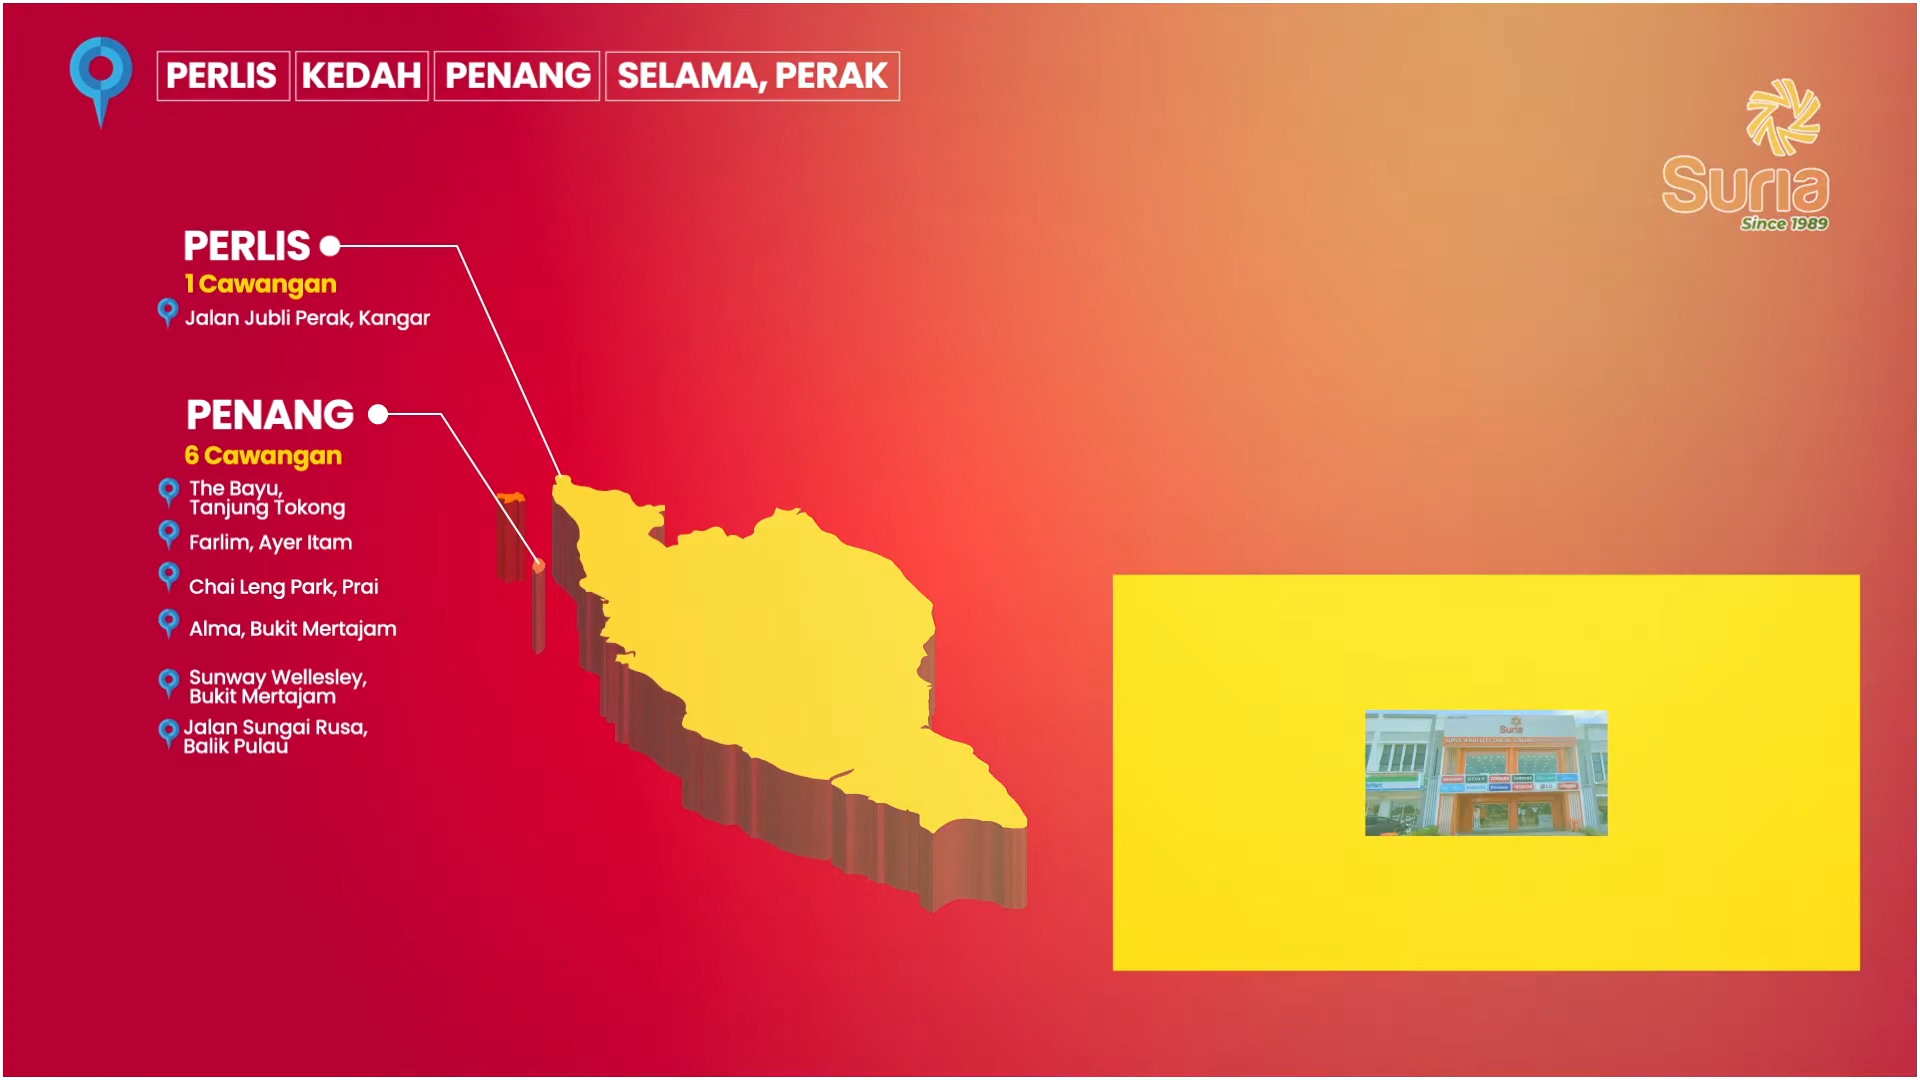 PERLIS KEDAH PENANG SELAMA, PERAK
Suria
Since 1989
PERLIS
1 Cawangan
Jalan Jubli Perak, Kangar
PENANG
6 Cawangan
The Bayu,
Tanjung Tokong
Farlim, Ayer Itam
Chai Leng Park, Prai
Alma, Bukit Mertajam
Sunway Wellesley,
Bukit Mertajam
Jalan Sungai Rusa,
Balik Pulau
Suria
SONY